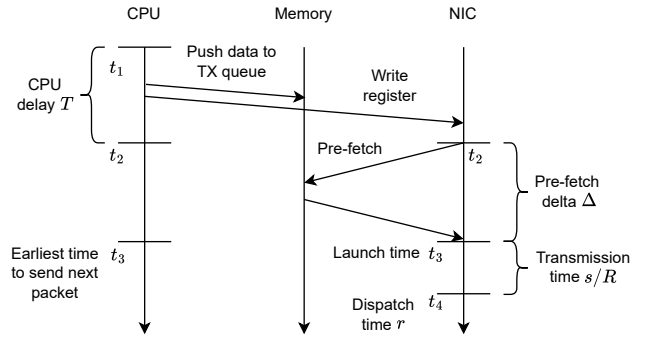 CPU
Memory
NIC
Push data to
TX queue
t1
CPU
delay T
Write
register
t2
Pre-fetch
t2
Pre-fetch
delta Δ
Earliest time
to send next
packet
t3
Launch time t3
Transmission
time s/R
Dispatch
time r
t4